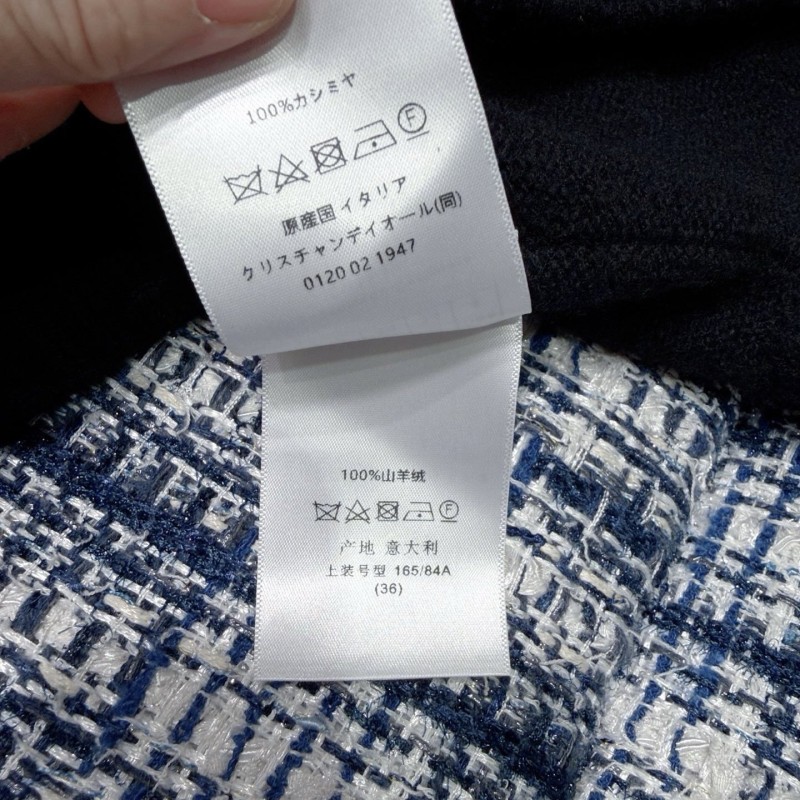 100%カシミヤ
F
原産国 イタリア
クリスチャンディオール(同)
0120 02 1947
100%山羊绒
F
产地 意大利
上装号型 165/84A
(36)